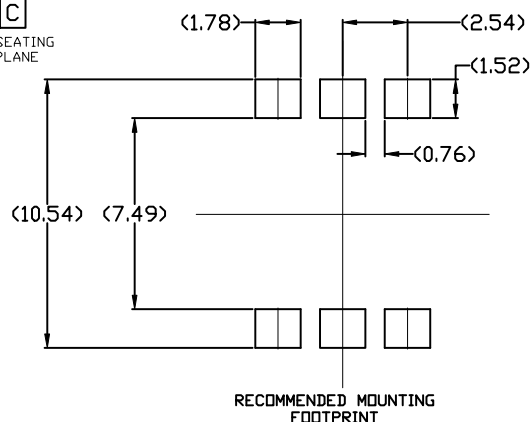 C
SEATING
PLANE
(1.78)
(2.54)
(1.52)
(0.76)
(10.54)
(7.49)
RECOMMENDED MOUNTING
FOOTPRINT